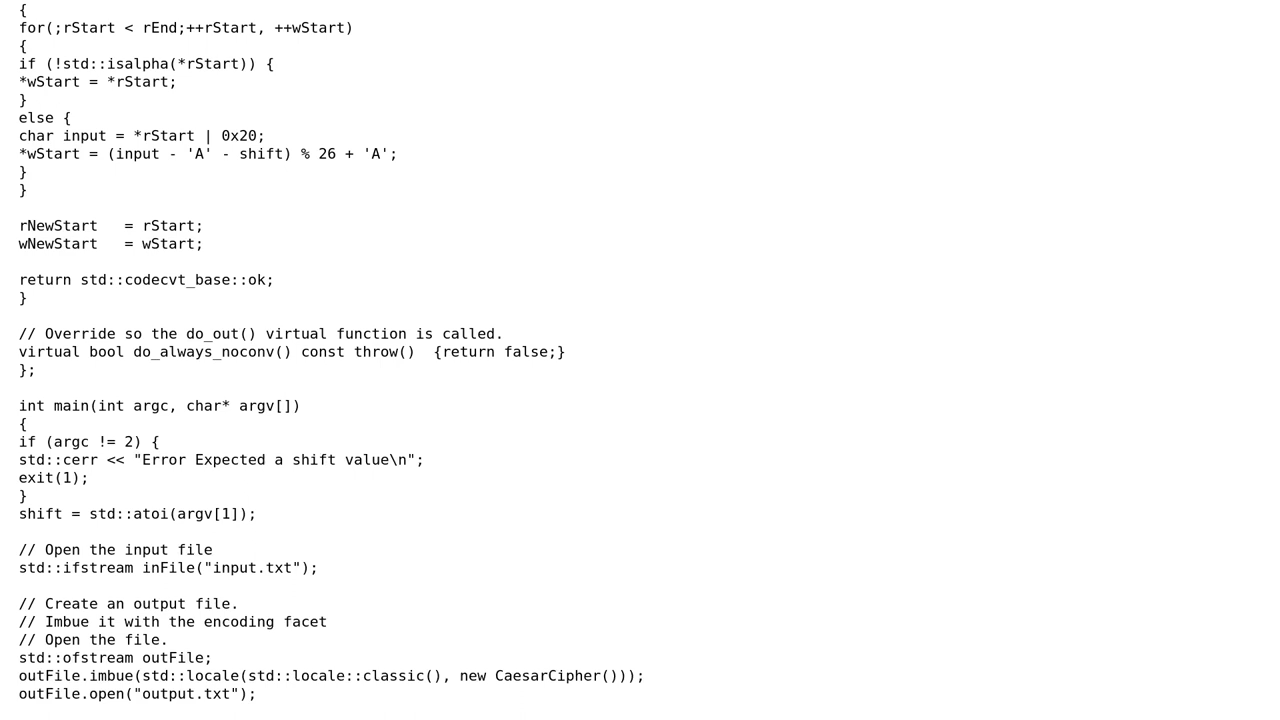 {
for(;rStart < rEnd;++rStart, ++wStart)
{
if (!std::isalpha(*rStart)) {
*wStart = *rStart;
}
else {
char input = *rStart | 0x20;
*wStart = (input - 'A' - shift) % 26 + 'A';
}
}

rNewStart   = rStart;
wNewStart   = wStart;

return std::codecvt_base::ok;
}

// Override so the do_out() virtual function is called.
virtual bool do_always_noconv() const throw()  {return false;}
};

int main(int argc, char* argv[])
{
if (argc != 2) {
std::cerr << "Error Expected a shift value\n";
exit(1);
}
shift = std::atoi(argv[1]);

// Open the input file
std::ifstream inFile("input.txt");

// Create an output file.
// Imbue it with the encoding facet
// Open the file.
std::ofstream outFile;
outFile.imbue(std::locale(std::locale::classic(), new CaesarCipher()));
outFile.open("output.txt");